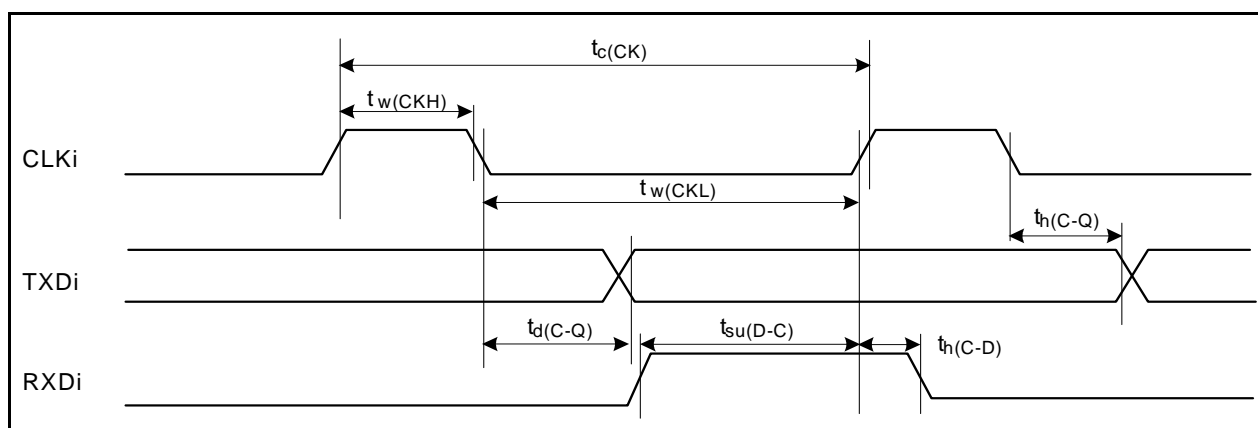 tc(CK)
tw(CKH)
CLKi
tw(CKL)
th(C-Q)
TXDi
td(C-Q)
tsu(D-C)
th(C-D)
RXDi